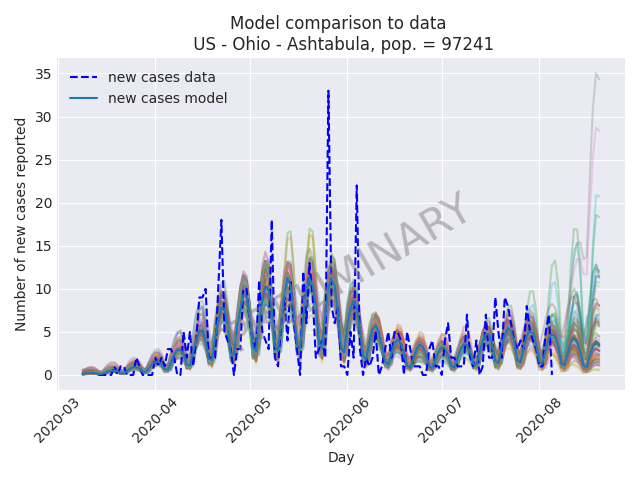 Model comparison to data
US - Ohio - Ashtabula, pop. = 97241
new cases data
new cases model
Number of new cases reported
35
30
25
20
15
10
5
0
PRELIMINARY
2020-03
2020-04
2020-05
2020-06
2020-07
2020-08
Day